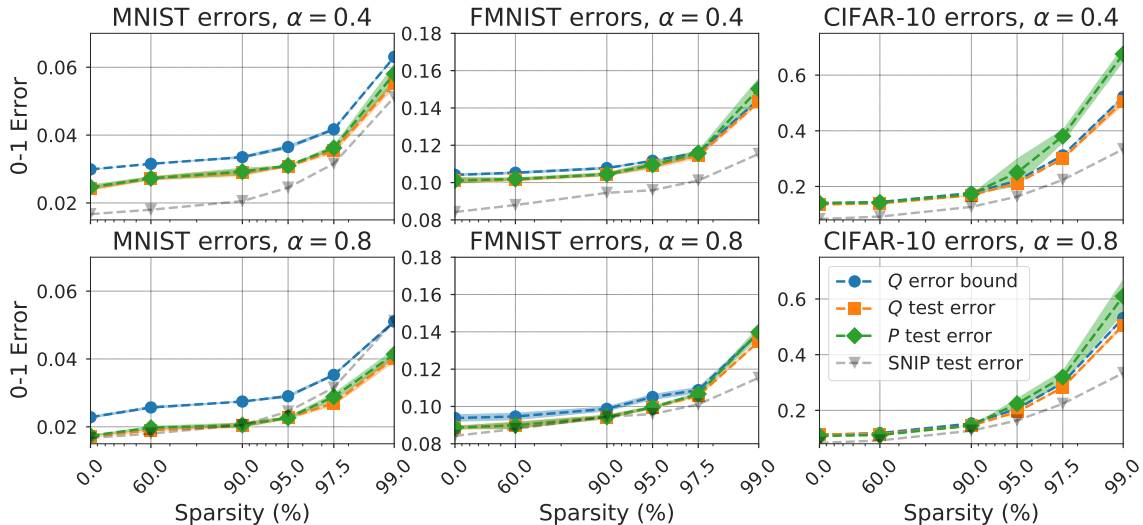 MNIST errors, α = 0.4
0-1 Error
0.06
0.04
0.02
FMNIST errors, α = 0.4
0.18
0.16
0.14
0.12
0.10
0.08
CIFAR-10 errors, α = 0.4
0.6
0.4
0.2
MNIST errors, α = 0.8
0-1 Error
0.06
0.04
0.02
0.0
60.0
90.0
95.0
97.5
99.0
Sparsity (%)
FMNIST errors, α = 0.8
0.18
0.16
0.14
0.12
0.10
0.08
0.0
60.0
90.0
95.0
97.5
99.0
Sparsity (%)
CIFAR-10 errors, α = 0.8
Q error bound
Q test error
P test error
SNIP test error
0.6
0.4
0.2
0.0
60.0
90.0
95.0
97.5
99.0
Sparsity (%)